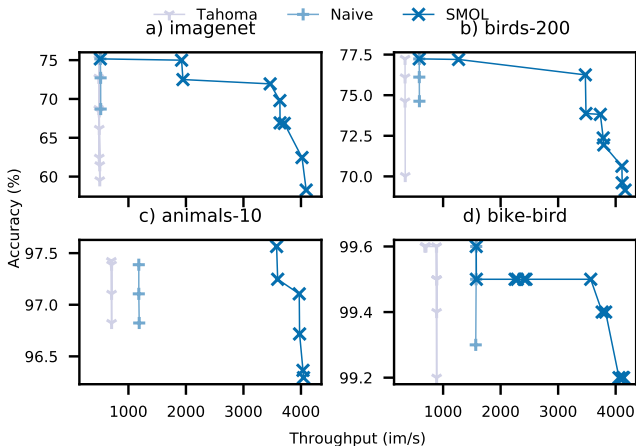 Tahoma Naive SMOL
a) imagenet
b) birds-200
75
70
65
60
77.5
75.0
72.5
70.0
Accuracy (%)
c) animals-10
d) bike-bird
97.5
97.0
96.5
99.6
99.4
99.2
1000 2000 3000 4000
1000 2000 3000 4000
Throughput (im/s)